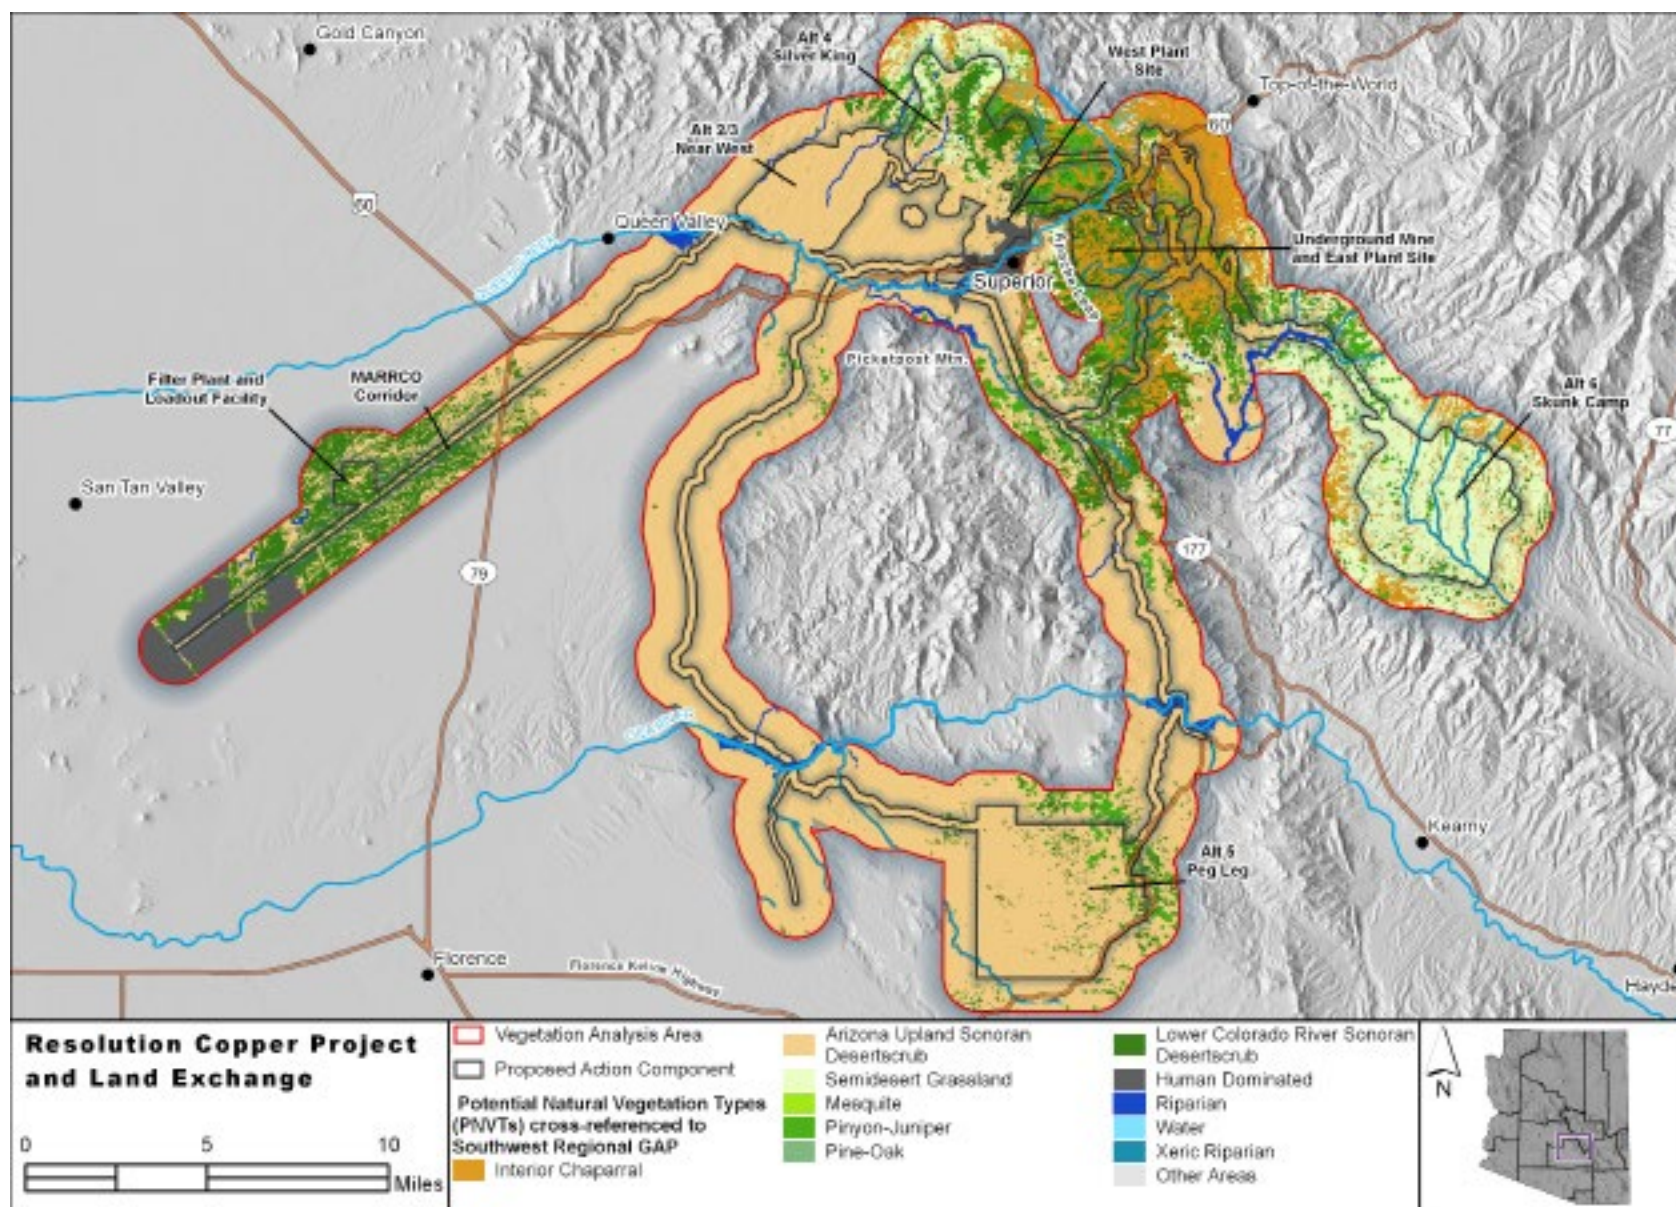 Gold Canyon
Alt 4
Silver King
West Plant
Site
Top-of-the-World
60
Alt 2/3
Near West
60
Queen Valley
Underground Mine
and East Plant Site
Superior
Apache Leap
Picketpost Mtn.
Filter Plant and
Loadout Facility
MARRCO
Corridor
Alt 6
Skunk Camp
77
San Tan Valley
177
79
Kearny
Alt 5
Peg Leg
Florence
Florence Kelvin Highway
Hayde
Resolution Copper Project
and Land Exchange
0 5 10
Miles
Vegetation Analysis Area
Proposed Action Component
Potential Natural Vegetation Types
(PNVTs) cross-referenced to
Southwest Regional GAP
Interior Chaparral
Arizona Upland Sonoran
Desertscrub
Semidesert Grassland
Mesquite
Pinyon-Juniper
Pine-Oak
Lower Colorado River Sonoran
Desertscrub
Human Dominated
Riparian
Water
Xeric Riparian
Other Areas
N